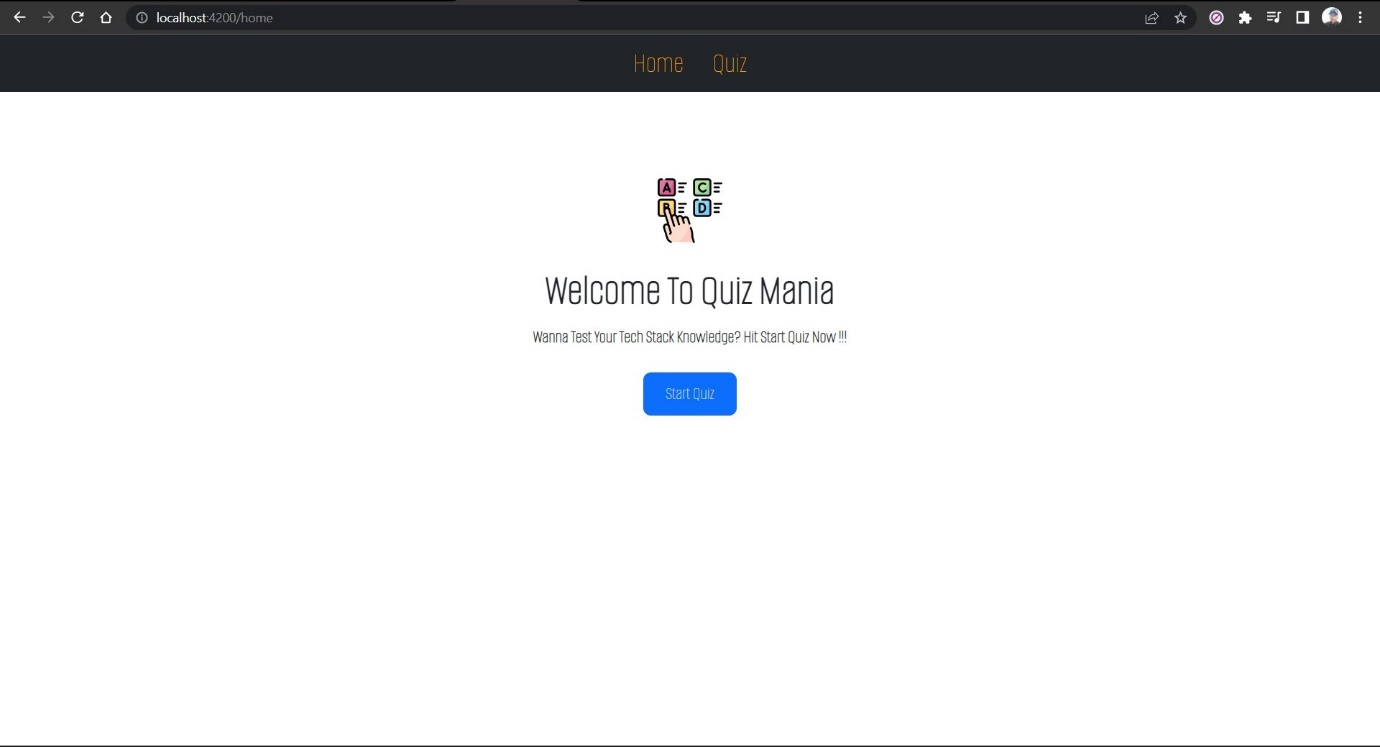 localhost:4200/home
Home Quiz
A C
B D
Welcome To Quiz Mania
Wanna Test Your Tech Stack Knowledge? Hit Start Quiz Now !!!
Start Quiz